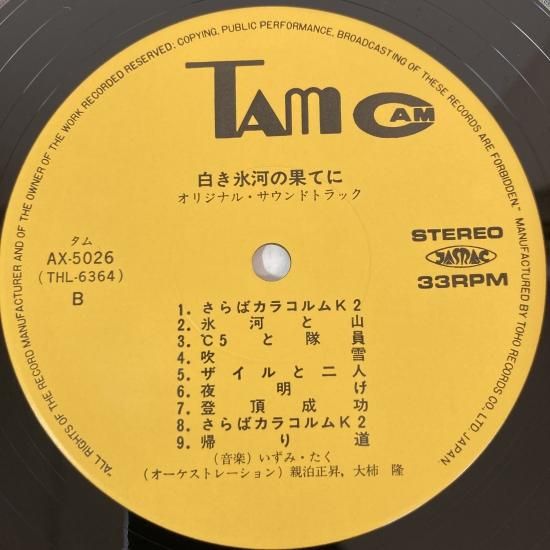 "ALL RIGHTS OF THE RECORD MANUFACTURER AND OF THE OWNER OF THE WORK RECORDED RESERVED: COPYING, PUBLIC PERFORMANCE, BROADCASTING OF THESE RECORDS ARE FORBIDDEN." MANUFACTURED BY TOHO RECORDS CO., LTD. JAPAN.
TAM
CAM
白き氷河の果てに
オリジナル・サウンドトラック
タム
AX-5026
(THL-6364)
B
STEREO
JASRAC
33RPM
1. さらばカラコルムK2
2. 氷河と山
3. ℃5と隊員
4. 吹雪
5. ザイルと二人
6. 夜明け
7. 登頂成功
8. さらばカラコルムK2
9. 帰り道
(音楽) いずみ・たく
(オーケストレーション) 親泊正昇、大柿 隆